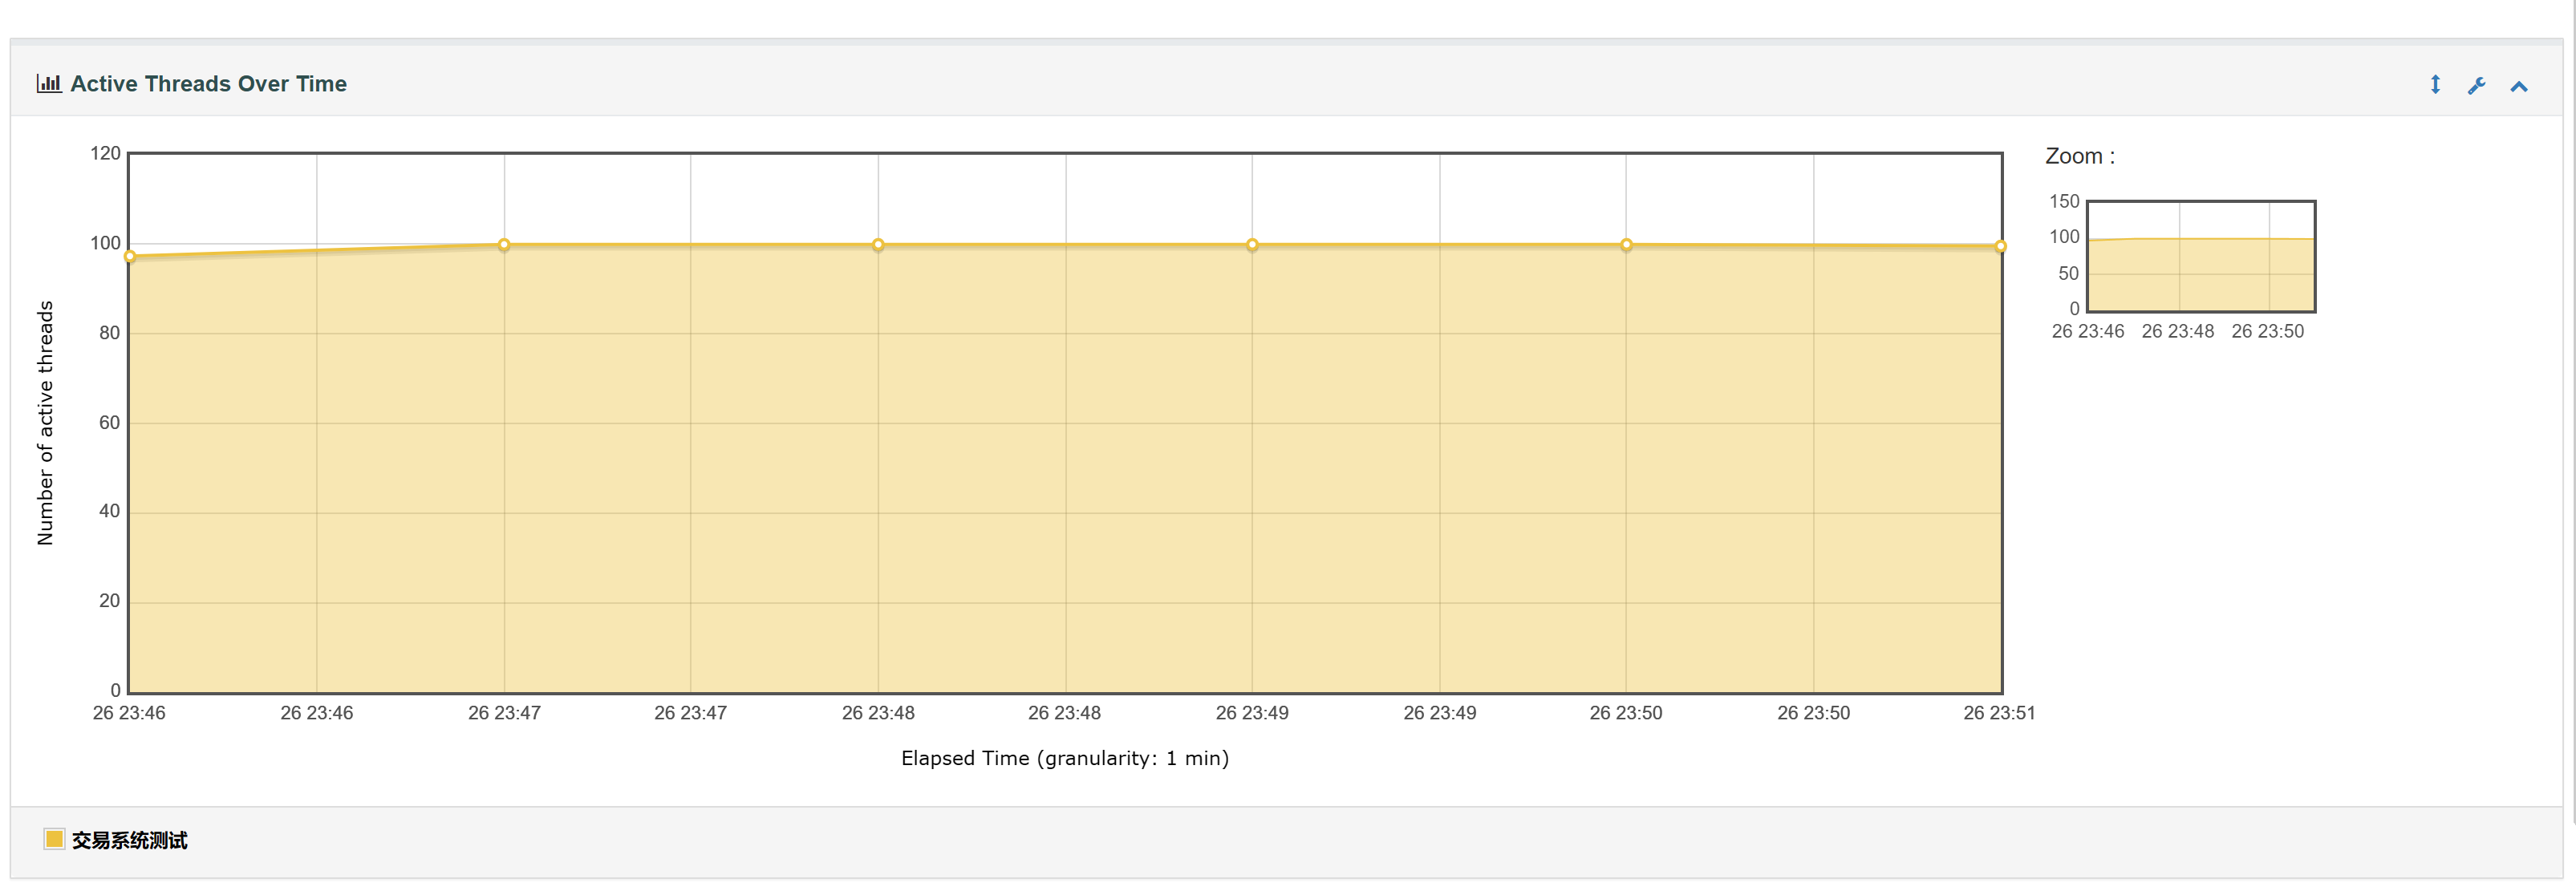 Active Threads Over Time
Zoom :
120
100
80
60
40
20
0
Number of active threads
26 23:46 26 23:46 26 23:47 26 23:47 26 23:48 26 23:48 26 23:49 26 23:49 26 23:50 26 23:50 26 23:51
Elapsed Time (granularity: 1 min)
150
100
50
0
26 23:46 26 23:48 26 23:50
交易系统测试